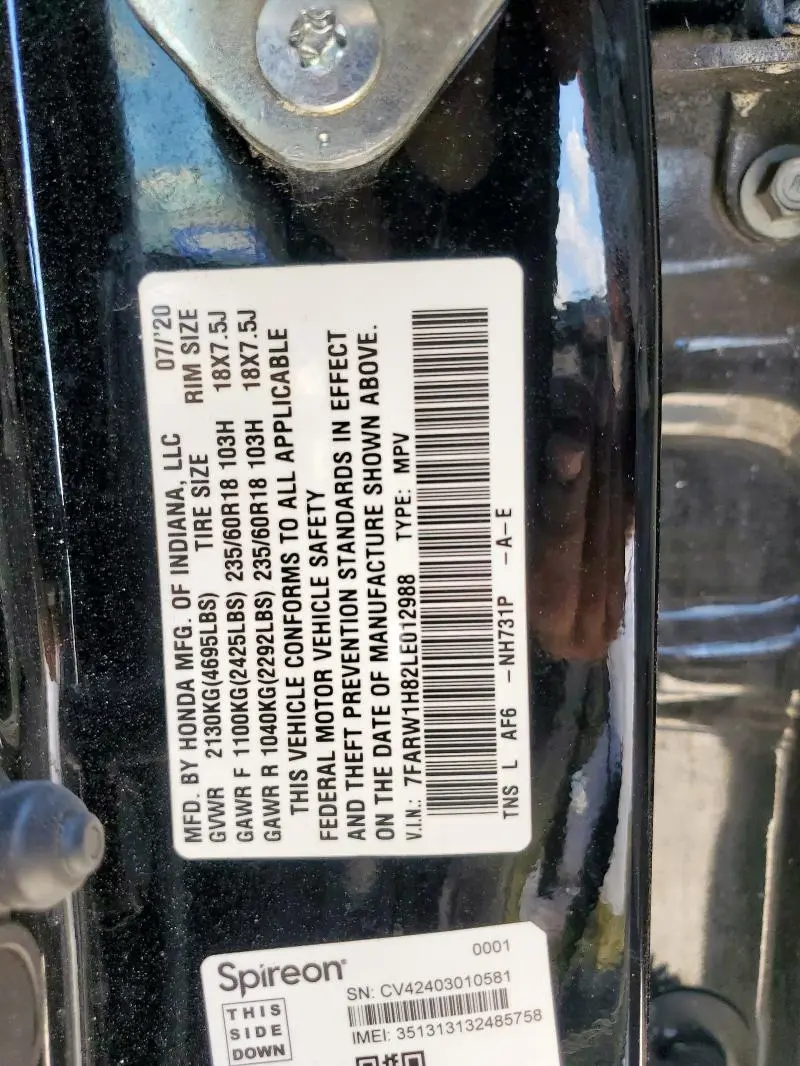 MFD. BY HONDA MFG. OF INDIANA, LLC 07/'20
GVWR 2130KG(4695LBS) TIRE SIZE RIM SIZE
GAWR F 1100KG(2425LBS) 235/60R18 103H 18X7.5J
GAWR R 1040KG(2292LBS) 235/60R18 103H 18X7.5J
THIS VEHICLE CONFORMS TO ALL APPLICABLE
FEDERAL MOTOR VEHICLE SAFETY
AND THEFT PREVENTION STANDARDS IN EFFECT
ON THE DATE OF MANUFACTURE SHOWN ABOVE.
V.I.N.: 7FARW1H82LE012988 TYPE: MPV
TNS L AF6 -NH731P -A-E
Spireon
0001
THIS
SIDE
DOWN
SN: CV42403010581
IMEI: 351313132485758